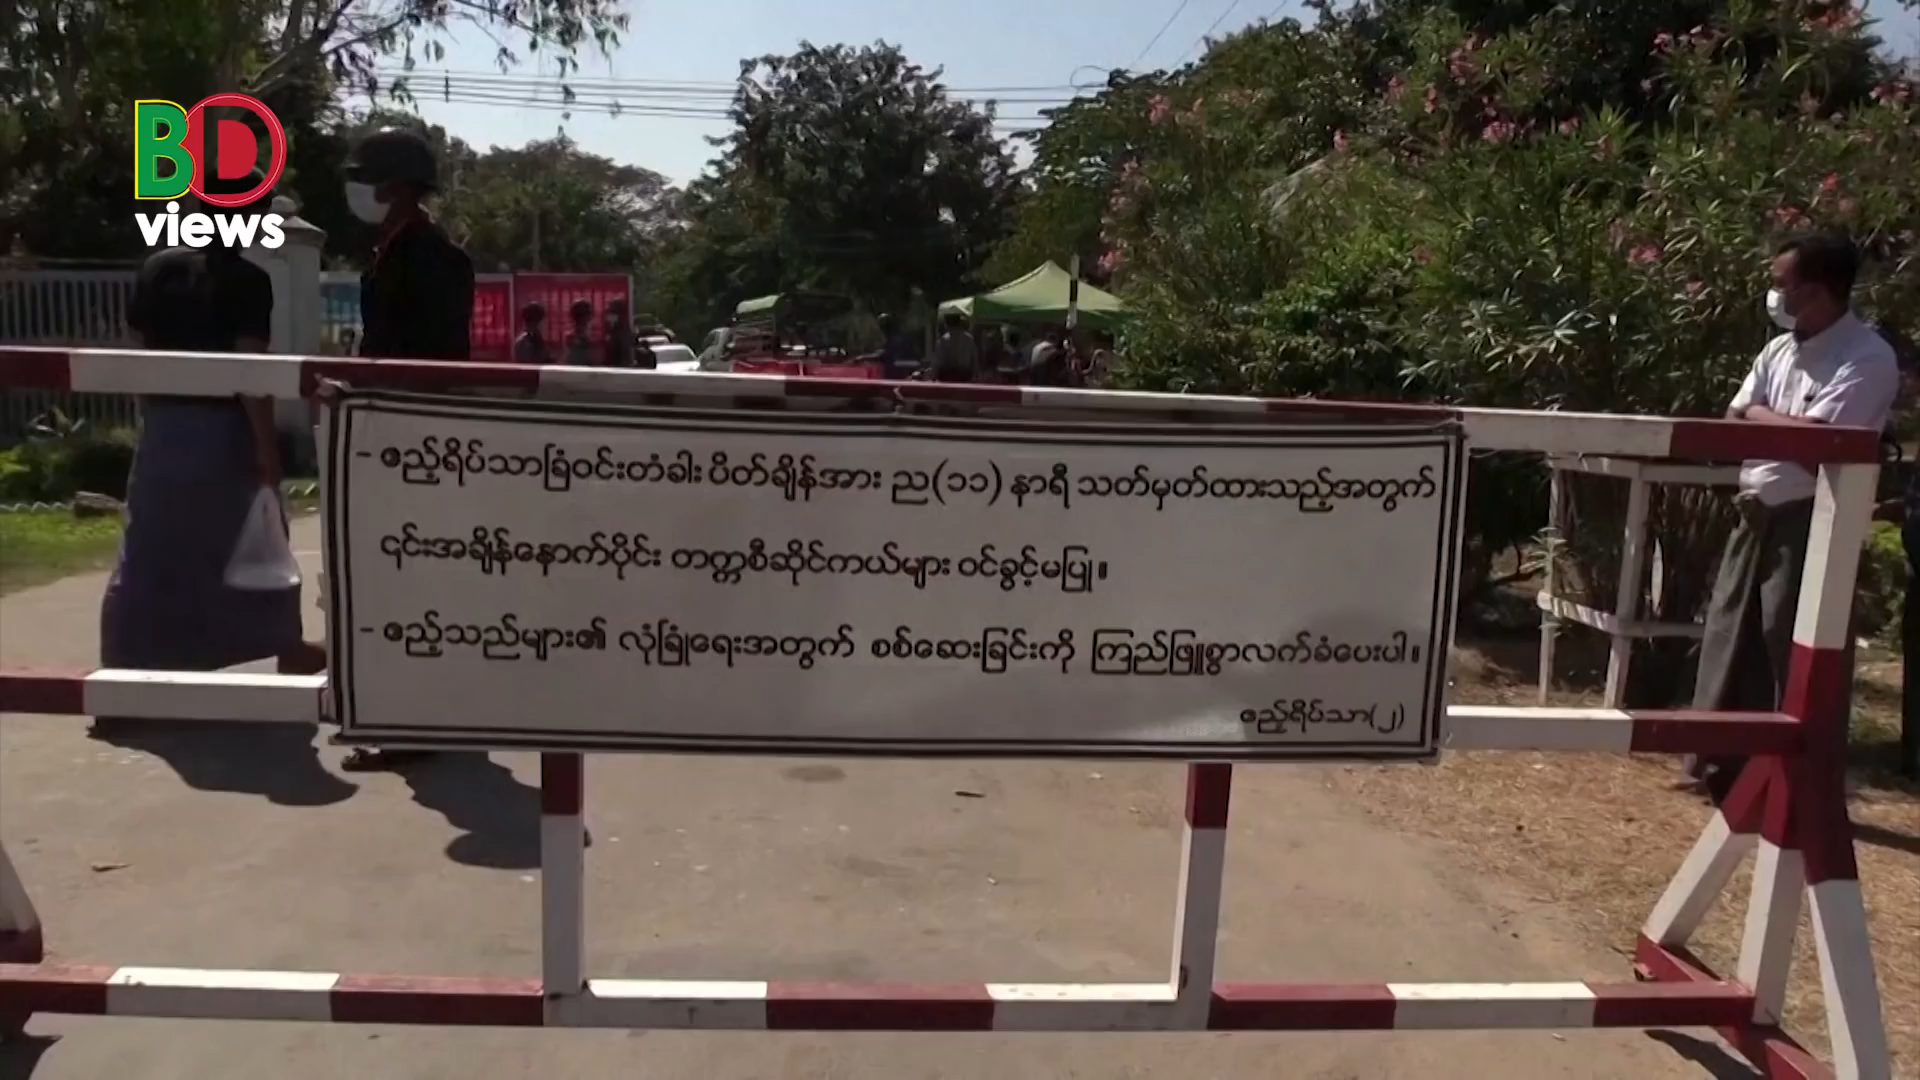 BD
views
- ဧည့်ရိပ်သာခြံဝင်းတံခါး ပိတ်ချိန်အား ည(၁၁) နာရီ သတ်မှတ်ထားသည့်အတွက်
၎င်းအချိန်နောက်ပိုင်း တက္ကစီဆိုင်ကယ်များ ဝင်ခွင့်မပြု။
- ဧည့်သည်များ၏ လုံခြုံရေးအတွက် စစ်ဆေးခြင်းကို ကြည်ဖြူစွာလက်ခံပေးပါ။
ဧည့်ရိပ်သာ(၂)